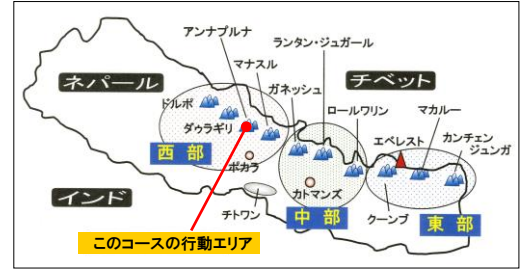 アンナプルナ
ランタン・ジュガール
マナスル
ガネッシュ
チベット
ネパール
ドルポ
ロールワリン
マカルー
ダウラギリ
エベレスト
カンチェン
ジュンガ
西 部
ポカラ
カトマンズ
インド
チトワン
中 部
クーンブ
東 部
このコースの行動エリア